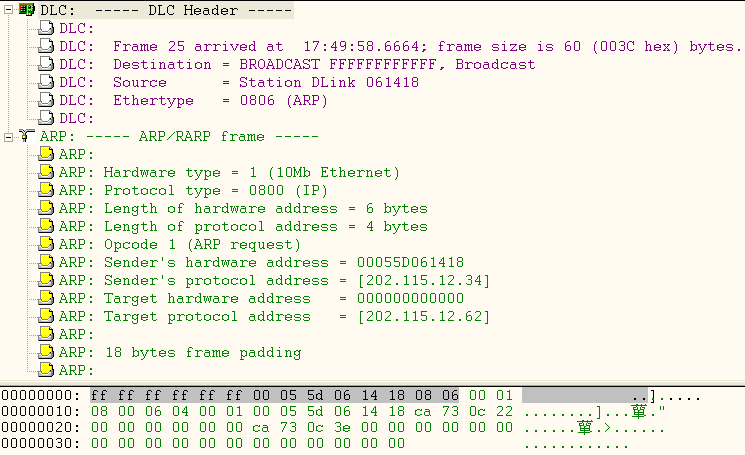 DLC:  ----- DLC Header -----
DLC:
DLC:  Frame 25 arrived at  17:49:58.6664; frame size is 60 (003C hex) bytes.
DLC:  Destination = BROADCAST FFFFFFFFFFFF, Broadcast
DLC:  Source      = Station DLink 061418
DLC:  Ethertype   = 0806 (ARP)
DLC:
ARP: ----- ARP/RARP frame -----
ARP:
ARP: Hardware type = 1 (10Mb Ethernet)
ARP: Protocol type = 0800 (IP)
ARP: Length of hardware address = 6 bytes
ARP: Length of protocol address = 4 bytes
ARP: Opcode 1 (ARP request)
ARP: Sender's hardware address = 00055D061418
ARP: Sender's protocol address = [202.115.12.34]
ARP: Target hardware address   = 000000000000
ARP: Target protocol address   = [202.115.12.62]
ARP:
ARP: 18 bytes frame padding
ARP:
00000000: ff ff ff ff ff ff 00 05 5d 06 14 18 08 06 00 01 ..].....
00000010: 08 00 06 04 00 01 00 05 5d 06 14 18 ca 73 0c 22 ........]...."
00000020: 00 00 00 00 00 00 ca 73 0c 3e 00 00 00 00 00 00 .......>......
00000030: 00 00 00 00 00 00 00 00 00 00 00 00 ............